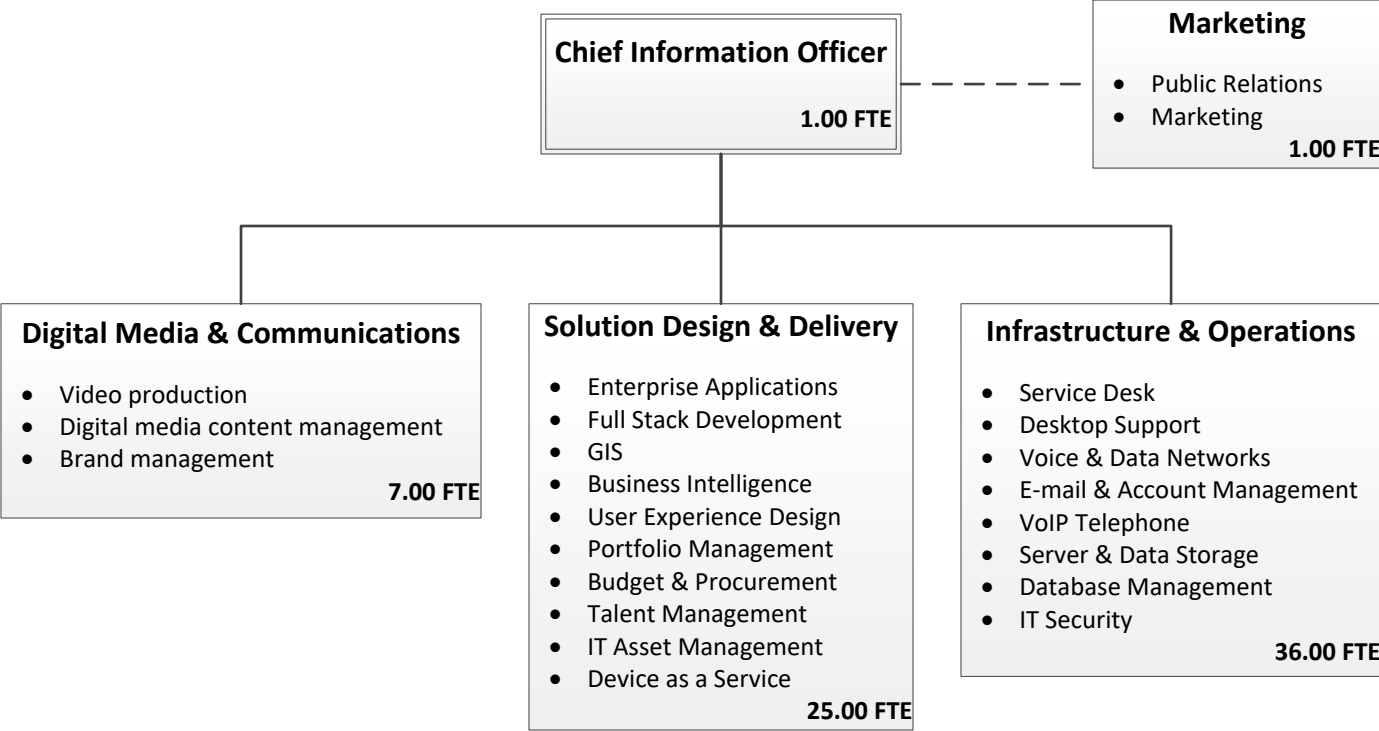 Chief Information Officer
1.00 FTE
Marketing
• Public Relations
• Marketing
1.00 FTE
Digital Media & Communications
• Video production
• Digital media content management
• Brand management
7.00 FTE
Solution Design & Delivery
• Enterprise Applications
• Full Stack Development
• GIS
• Business Intelligence
• User Experience Design
• Portfolio Management
• Budget & Procurement
• Talent Management
• IT Asset Management
• Device as a Service
25.00 FTE
Infrastructure & Operations
• Service Desk
• Desktop Support
• Voice & Data Networks
• E-mail & Account Management
• VoIP Telephone
• Server & Data Storage
• Database Management
• IT Security
36.00 FTE